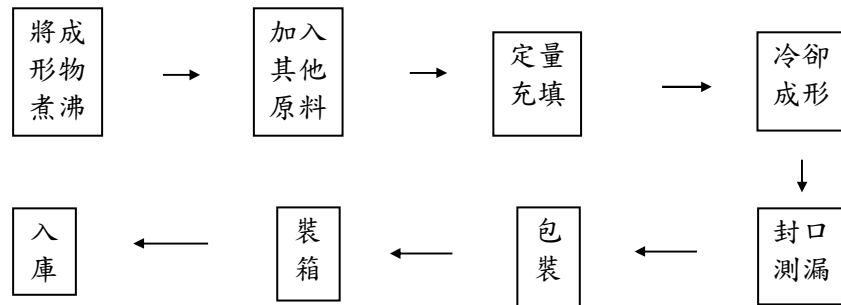 將成
形物
煮沸
加入
其他
原料
定量
充填
冷卻
成形
封口
測漏
包
裝
裝
箱
入
庫